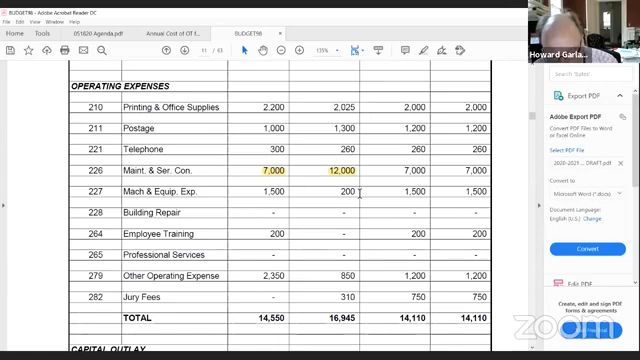 BUDGET98 - Adobe Acrobat Reader DC
File Edit View Window Help
051820 Agenda.pdf Annual Cost of OT f... BUDGET98 ×
11 / 63 135%
Howard Garla...
OPERATING EXPENSES
210 Printing & Office Supplies 2,200 2,025 2,000 2,000
211 Postage 1,000 1,300 1,200 1,200
221 Telephone 300 260 260 260
226 Maint. & Ser. Con. 7,000 12,000 7,000 7,000
227 Mach & Equip. Exp. 1,500 200 1,500 1,500
228 Building Repair - - - -
264 Employee Training 200 - 200 200
265 Professional Services - - - -
279 Other Operating Expense 2,350 850 1,200 1,200
282 Jury Fees - 310 750 750
TOTAL 14,550 16,945 14,110 14,110
CAPITAL OUTLAY
Export PDF
Adobe Export PDF
Convert PDF Files to Word
or Excel Online
Select PDF File
2020-2021 ... DRAFT.pdf ×
Convert to
Microsoft Word (*.docx)
Document Language:
English (U.S.) Change
Convert
Edit PDF
Create, edit and sign PDF
forms & agreements
zoom